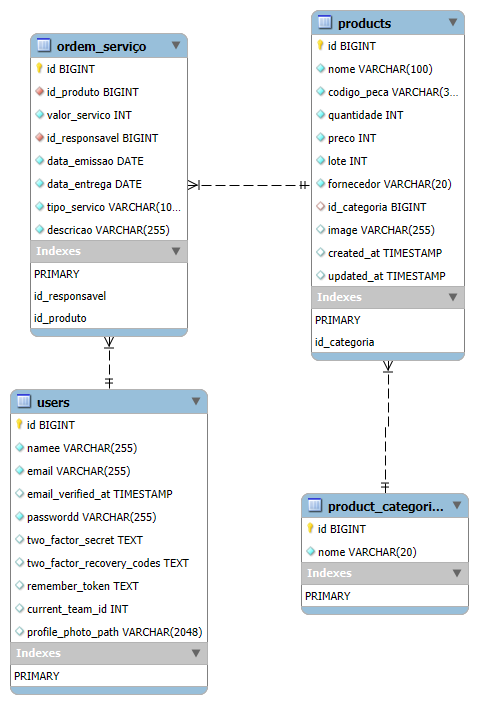 ordem_serviço
id BIGINT
id_produto BIGINT
valor_servico INT
id_responsavel BIGINT
data_emissao DATE
data_entrega DATE
tipo_servico VARCHAR(10...
descricao VARCHAR(255)
Indexes
PRIMARY
id_responsavel
id_produto
products
id BIGINT
nome VARCHAR(100)
codigo_peca VARCHAR(3...
quantidade INT
preco INT
lote INT
fornecedor VARCHAR(20)
id_categoria BIGINT
image VARCHAR(255)
created_at TIMESTAMP
updated_at TIMESTAMP
Indexes
PRIMARY
id_categoria
users
id BIGINT
namee VARCHAR(255)
email VARCHAR(255)
email_verified_at TIMESTAMP
passwordd VARCHAR(255)
two_factor_secret TEXT
two_factor_recovery_codes TEXT
remember_token TEXT
current_team_id INT
profile_photo_path VARCHAR(2048)
Indexes
PRIMARY
product_categori...
id BIGINT
nome VARCHAR(20)
Indexes
PRIMARY